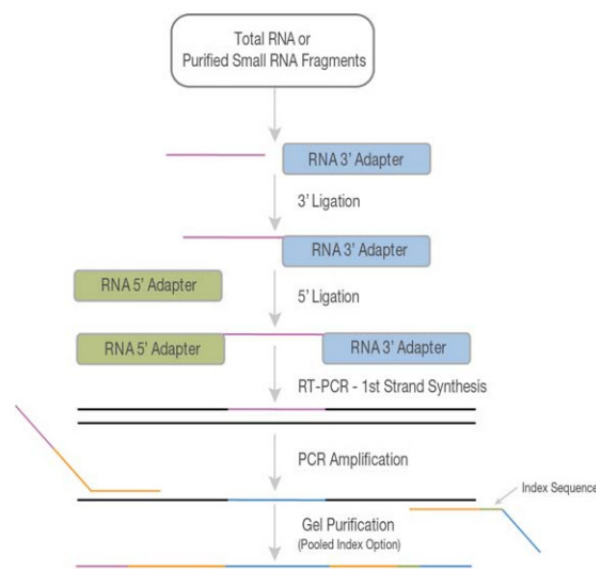 Total RNA or
Purified Small RNA Fragments
RNA 3' Adapter
3' Ligation
RNA 3' Adapter
RNA 5' Adapter
5' Ligation
RNA 5' Adapter
RNA 3' Adapter
RT-PCR - 1st Strand Synthesis
PCR Amplification
Index Sequence
Gel Purification
(Pooled Index Option)